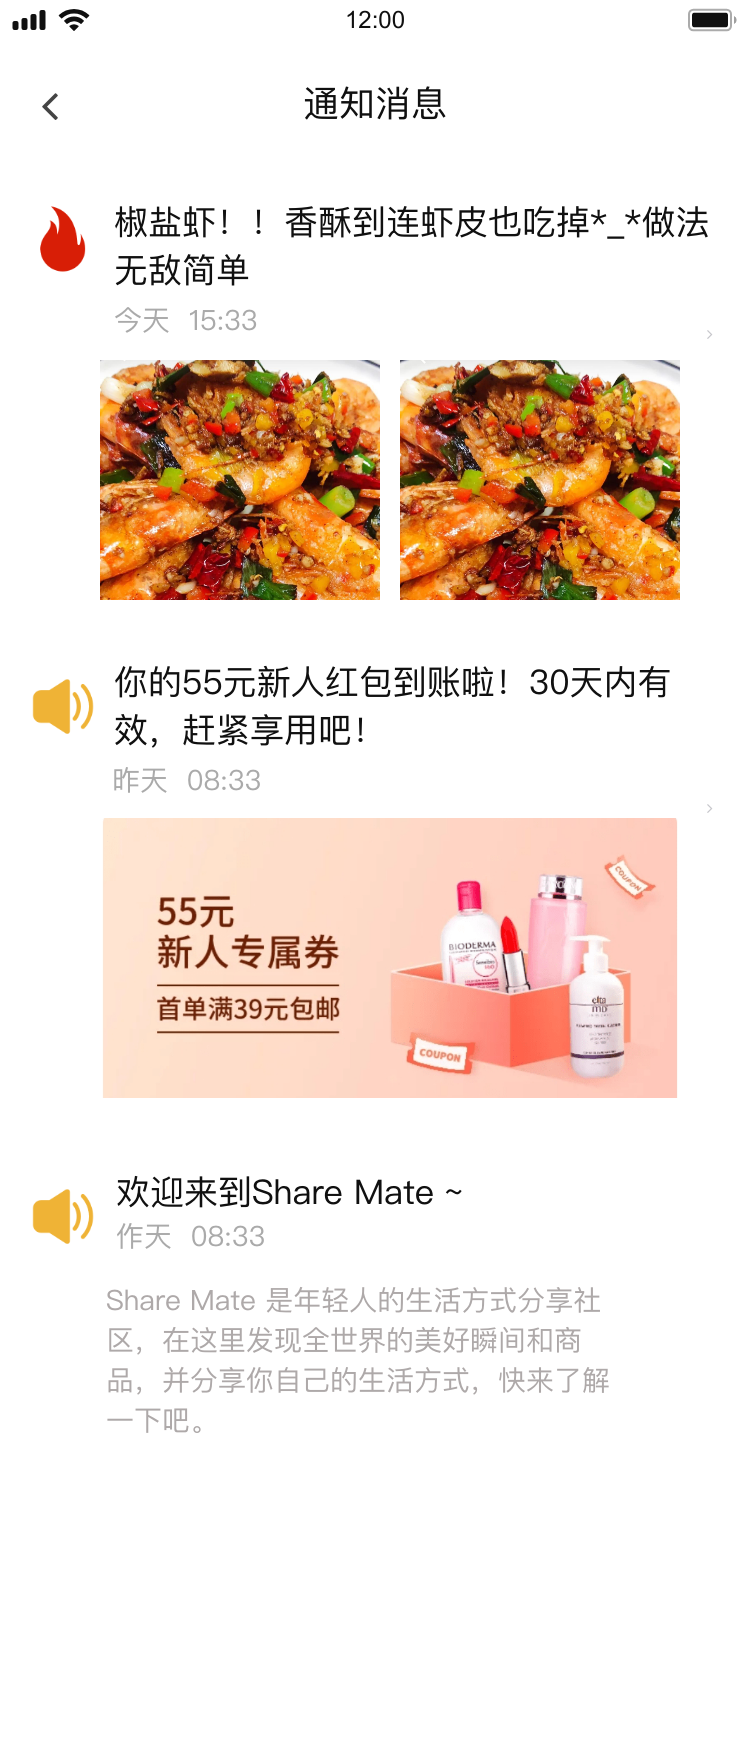 12:00
通知消息
椒盐虾！！香酥到连虾皮也吃掉*_*做法
无敌简单
今天 15:33
你的55元新人红包到账啦！30天内有
效，赶紧享用吧！
昨天 08:33
55元
新人专属券
首单满39元包邮
COUPON
BIODERMA
COUPON
elta
MD
欢迎来到Share Mate ~
作天 08:33
Share Mate 是年轻人的生活方式分享社
区，在这里发现全世界的美好瞬间和商
品，并分享你自己的生活方式，快来了解
一下吧。